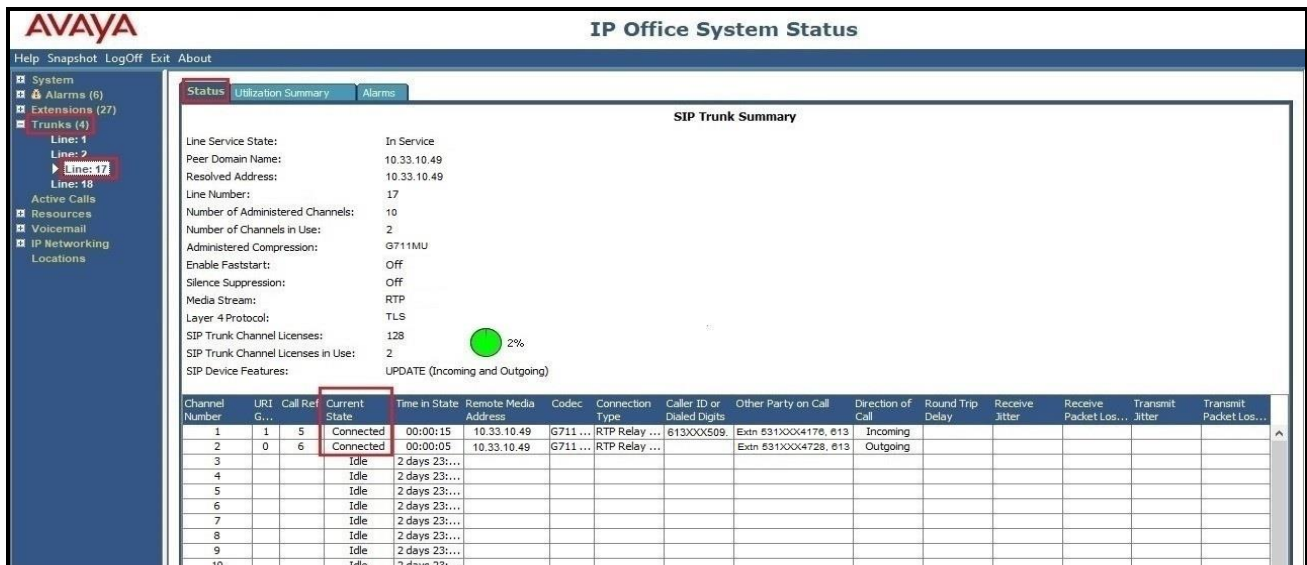 AVAYA
IP Office System Status
Help Snapshot LogOff Exit About
System
Alarms (6)
Extensions (27)
Trunks (4)
Line: 1
Line: 2
Line: 17
Line: 18
Active Calls
Resources
Voicemail
IP Networking
Locations
Status Utilization Summary Alarms
SIP Trunk Summary
Line Service State: In Service
Peer Domain Name: 10.33.10.49
Resolved Address: 10.33.10.49
Line Number: 17
Number of Administered Channels: 10
Number of Channels in Use: 2
Administered Compression: G711MU
Enable Faststart: Off
Silence Suppression: Off
Media Stream: RTP
Layer 4 Protocol: TLS
SIP Trunk Channel Licenses: 128
2%
SIP Trunk Channel Licenses in Use: 2
SIP Device Features: UPDATE (Incoming and Outgoing)
Channel Number URI G... Call Ref Current State Time in State Remote Media Address Codec Connection Type Caller ID or Dialed Digits Other Party on Call Direction of Call Round Trip Delay Receive Jitter Receive Packet Los... Transmit Jitter Transmit Packet Los...
1 1 5 Connected 00:00:15 10.33.10.49 G711 ... RTP Relay ... 613XXX509. Extn 531XXX4176, 613 Incoming
2 0 6 Connected 00:00:05 10.33.10.49 G711 ... RTP Relay ... Extn 531XXX4728, 613 Outgoing
3 Idle 2 days 23:...
4 Idle 2 days 23:...
5 Idle 2 days 23:...
6 Idle 2 days 23:...
7 Idle 2 days 23:...
8 Idle 2 days 23:...
9 Idle 2 days 23:...
10 Idle 2 days 23:...